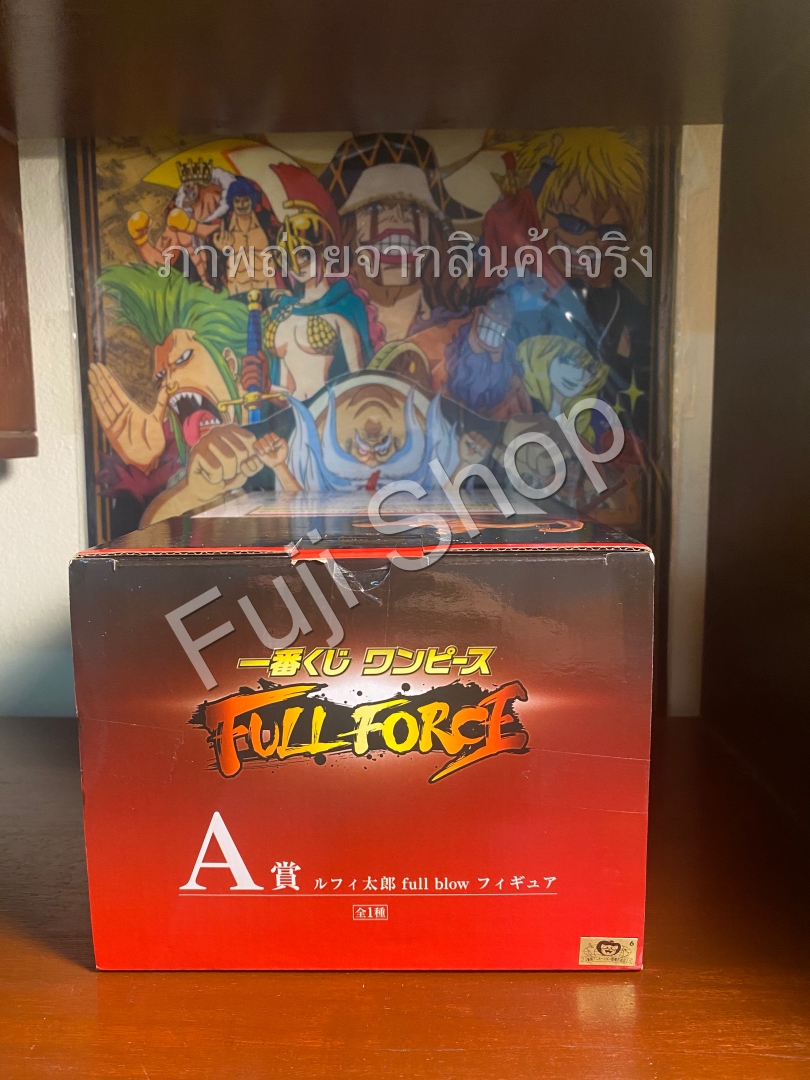 ภาพถ่ายจากสินค้าจริง
Fuji Shop
一番くじ ワンピース
FULL FORCE
A賞 ルフィ太郎 full blow フィギュア
全1種
6